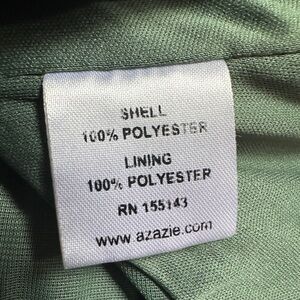 SHELL
100% POLYESTER
LINING
100% POLYESTER
RN 155143
www.azazie.com